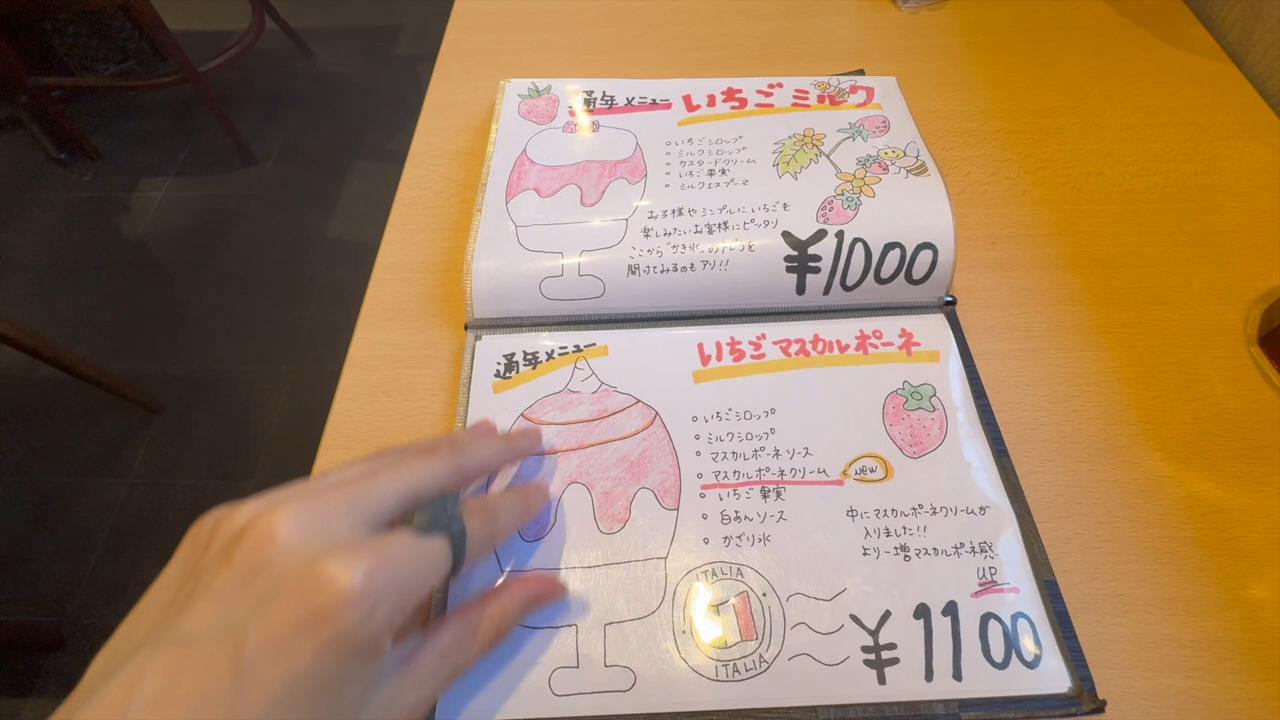 通年メニュー いちごミルク
いちごシロップ
ミルクシロップ
カスタードクリーム
いちご果実
ミルクエスプーマ
お子様やシンプルにいちごを
楽しみたいお客様にピッタリ
ここから"かき氷"のトビラを
開けてみるのもアリ!!
¥1000
通年メニュー
いちごマスカルポーネ
いちごシロップ
ミルクシロップ
マスカルポーネソース
マスカルポーネクリーム NEW
いちご果実
白あんソース
かざり氷
中にマスカルポーネクリームが
入りました!!
より一増マスカルポーネ感..
UP
ITALIA
ITALIA
¥1100